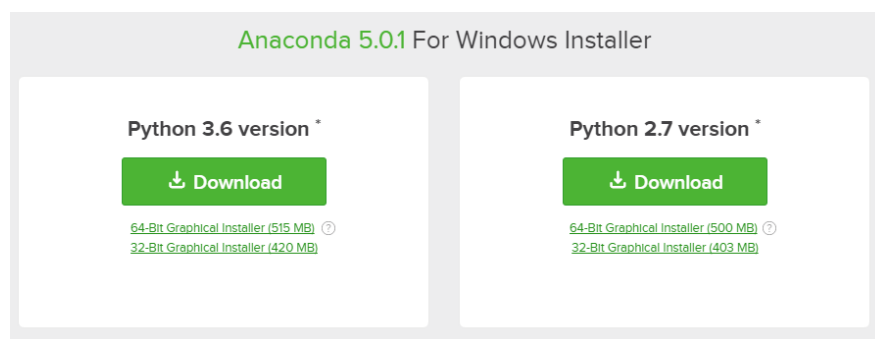 Anaconda 5.0.1 For Windows Installer
Python 3.6 version *
Download
64-Bit Graphical Installer (515 MB) ?
32-Bit Graphical Installer (420 MB)
Python 2.7 version *
Download
64-Bit Graphical Installer (500 MB) ?
32-Bit Graphical Installer (403 MB)